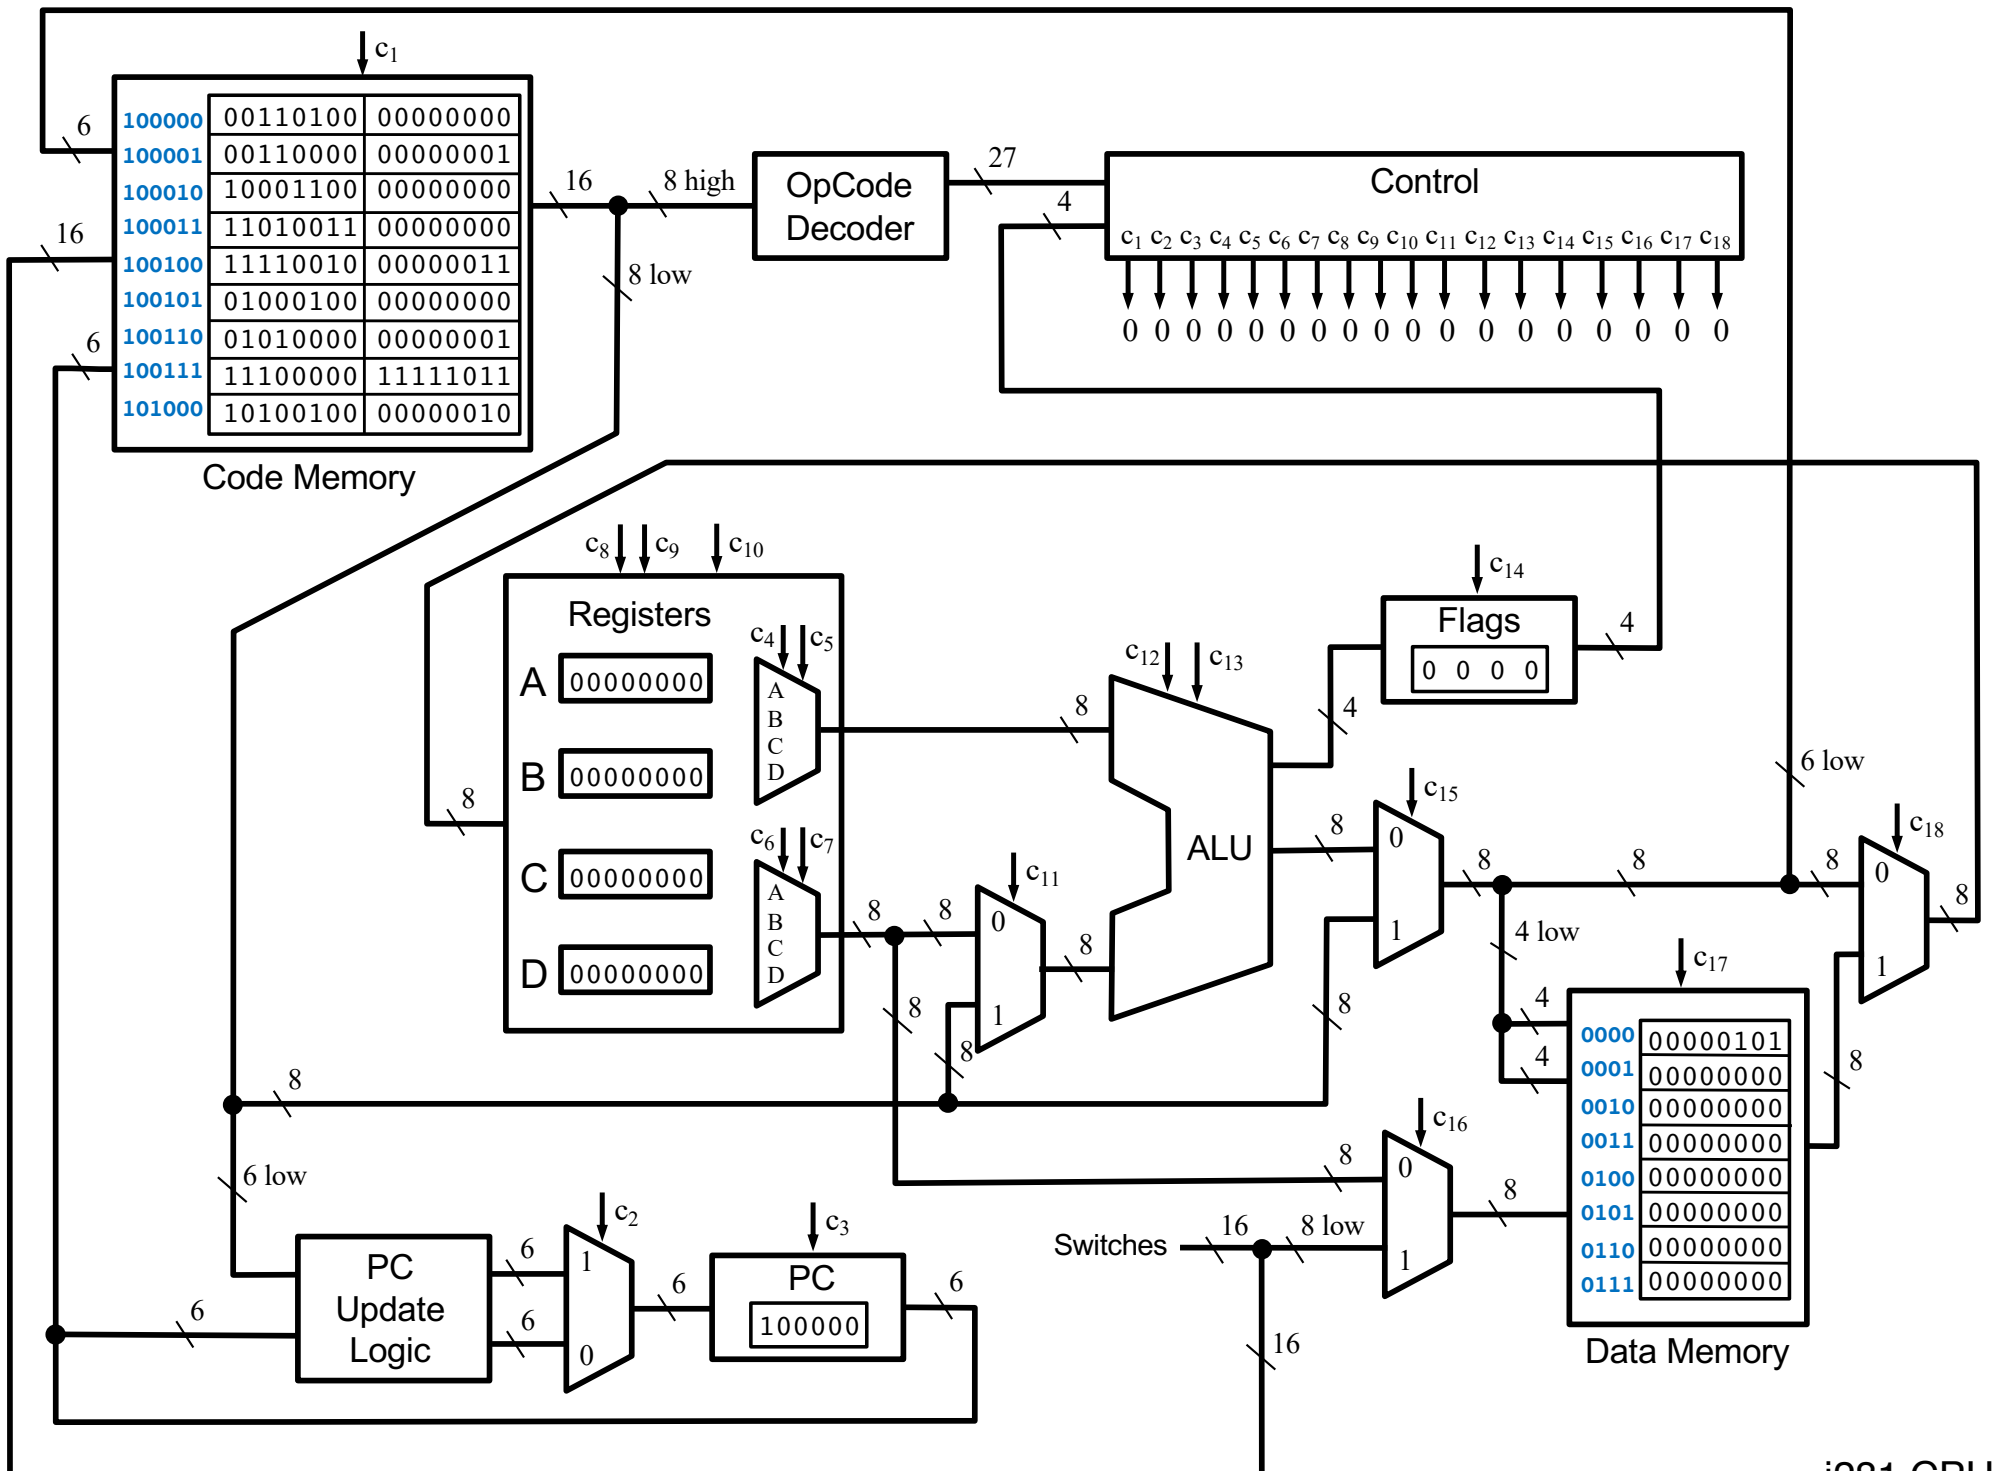 c1
6
16
6
100000 00110100 00000000
100001 00110000 00000001
100010 10001100 00000000
100011 11010011 00000000
100100 11110010 00000011
100101 01000100 00000000
100110 01010000 00000001
100111 11100000 11111011
101000 10100100 00000010
Code Memory
16
8 high
8 low
OpCode
Decoder
27
4
Control
c1 c2 c3 c4 c5 c6 c7 c8 c9 c10 c11 c12 c13 c14 c15 c16 c17 c18
0 0 0 0 0 0 0 0 0 0 0 0 0 0 0 0 0 0
c8 c9 c10
Registers
A 00000000
B 00000000
C 00000000
D 00000000
8
c4 c5
A
B
C
D
c6 c7
A
B
C
D
8
8
8
8
c11
0
1
8
8
c12 c13
ALU
c14
Flags
0 0 0 0
4
4
8
c15
0
1
8
8
8
8
6 low
c18
0
1
8
4 low
4
4
c17
0000 00000101
0001 00000000
0010 00000000
0011 00000000
0100 00000000
0101 00000000
0110 00000000
0111 00000000
Data Memory
8
8
6 low
6
PC
Update
Logic
6
6
c2
1
0
6
c3
PC
100000
6
Switches
16
8 low
16
8
c16
0
1
8